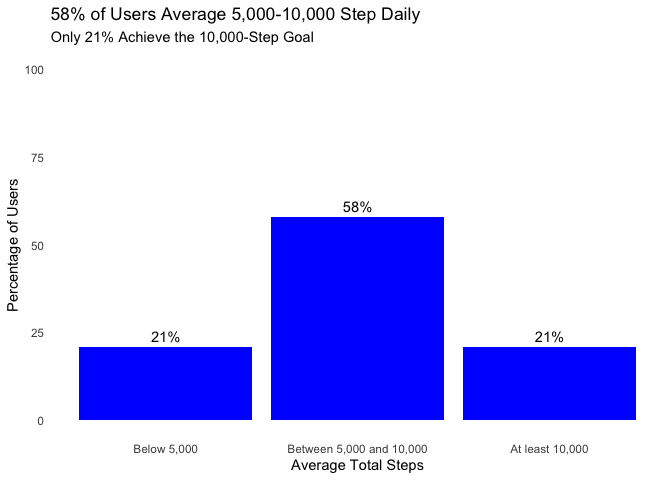 58% of Users Average 5,000-10,000 Step Daily
Only 21% Achieve the 10,000-Step Goal
100
75
50
25
0
Percentage of Users
21%
58%
21%
Below 5,000
Between 5,000 and 10,000
At least 10,000
Average Total Steps